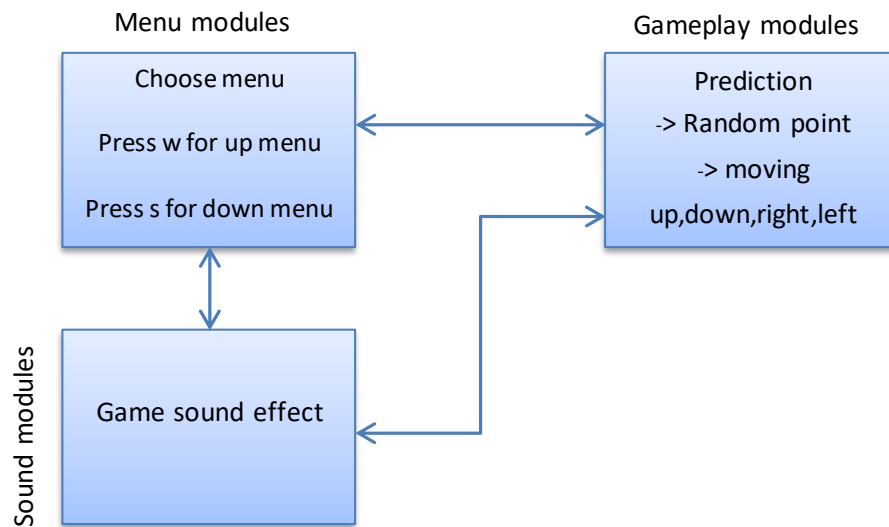 Menu modules
Choose menu
Press w for up menu
Press s for down menu
Gameplay modules
Prediction
-> Random point
-> moving
up,down,right,left
Sound modules
Game sound effect